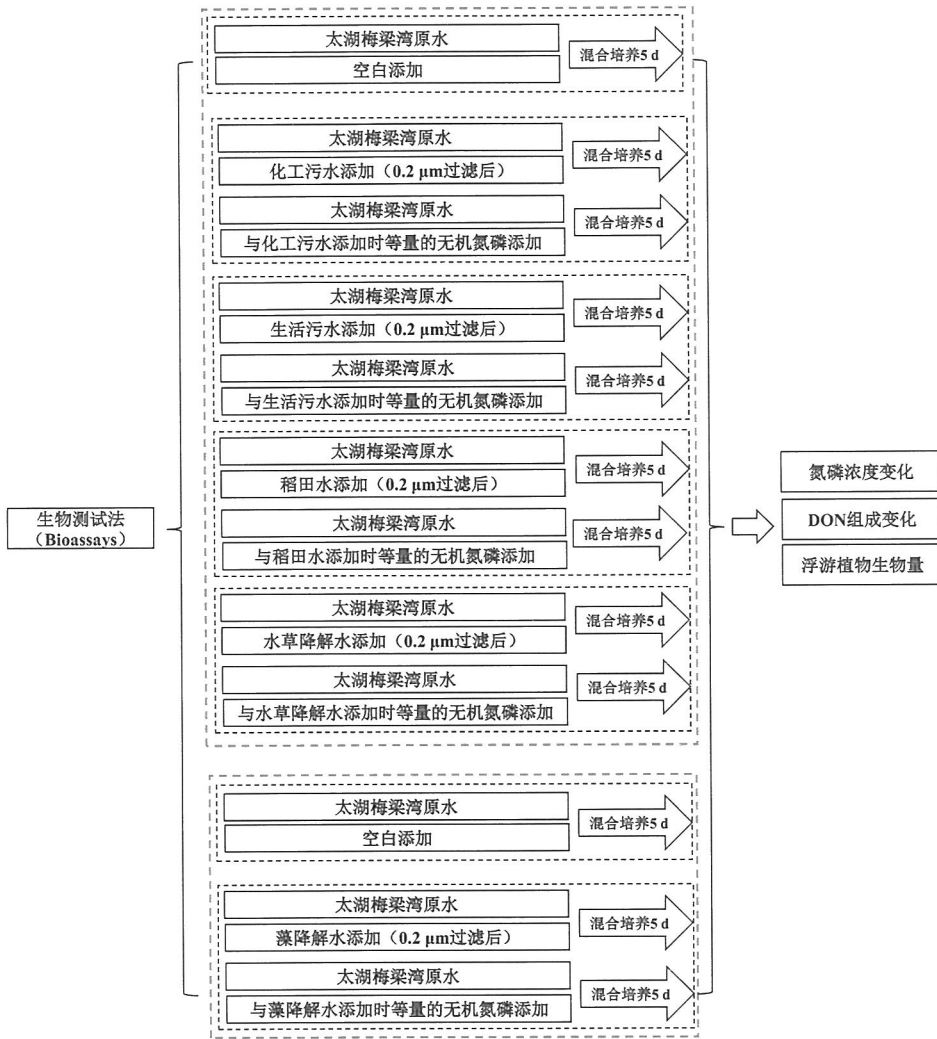 太湖梅梁湾原水
空白添加
混合培养5 d
太湖梅梁湾原水
化工污水添加（0.2 μm过滤后）
混合培养5 d
太湖梅梁湾原水
与化工污水添加时等量的无机氮磷添加
混合培养5 d
太湖梅梁湾原水
生活污水添加（0.2 μm过滤后）
混合培养5 d
太湖梅梁湾原水
与生活污水添加时等量的无机氮磷添加
混合培养5 d
太湖梅梁湾原水
稻田水添加（0.2 μm过滤后）
混合培养5 d
太湖梅梁湾原水
与稻田水添加时等量的无机氮磷添加
混合培养5 d
太湖梅梁湾原水
水草降解水添加（0.2 μm过滤后）
混合培养5 d
太湖梅梁湾原水
与水草降解水添加时等量的无机氮磷添加
混合培养5 d
太湖梅梁湾原水
空白添加
混合培养5 d
太湖梅梁湾原水
藻降解水添加（0.2 μm过滤后）
混合培养5 d
太湖梅梁湾原水
与藻降解水添加时等量的无机氮磷添加
混合培养5 d
生物测试法
（Bioassays）
氮磷浓度变化
DON组成变化
浮游植物生物量